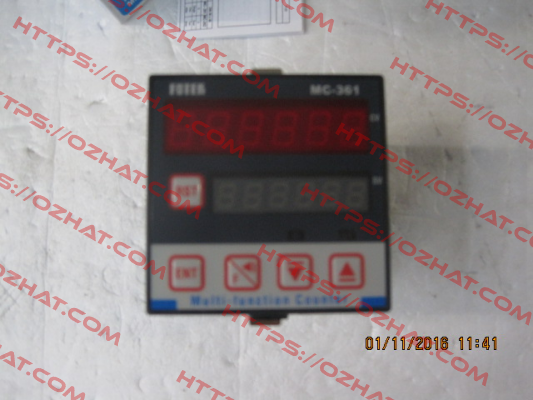 FOTEK MC-361
RST
ENT
Multi-function Counter
01/11/2016 11:41
HTTPS://OZHAT.COM